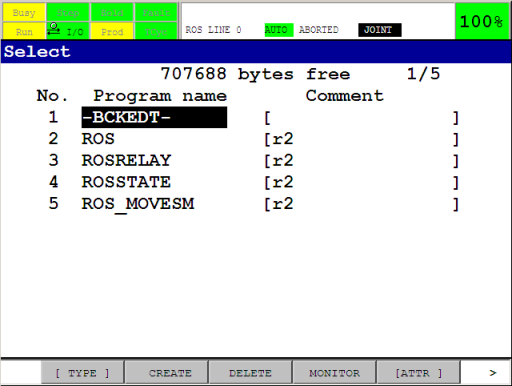 Busy Step Hold Fault
Run I/O Prod TCyc
ROS LINE 0 AUTO ABORTED JOINT
100%
Select
707688 bytes free 1/5
No. Program name Comment
1 -BCKEDT- [ ]
2 ROS [r2 ]
3 ROSRELAY [r2 ]
4 ROSSTATE [r2 ]
5 ROS_MOVESM [r2 ]
[ TYPE ] CREATE DELETE MONITOR [ATTR ] >